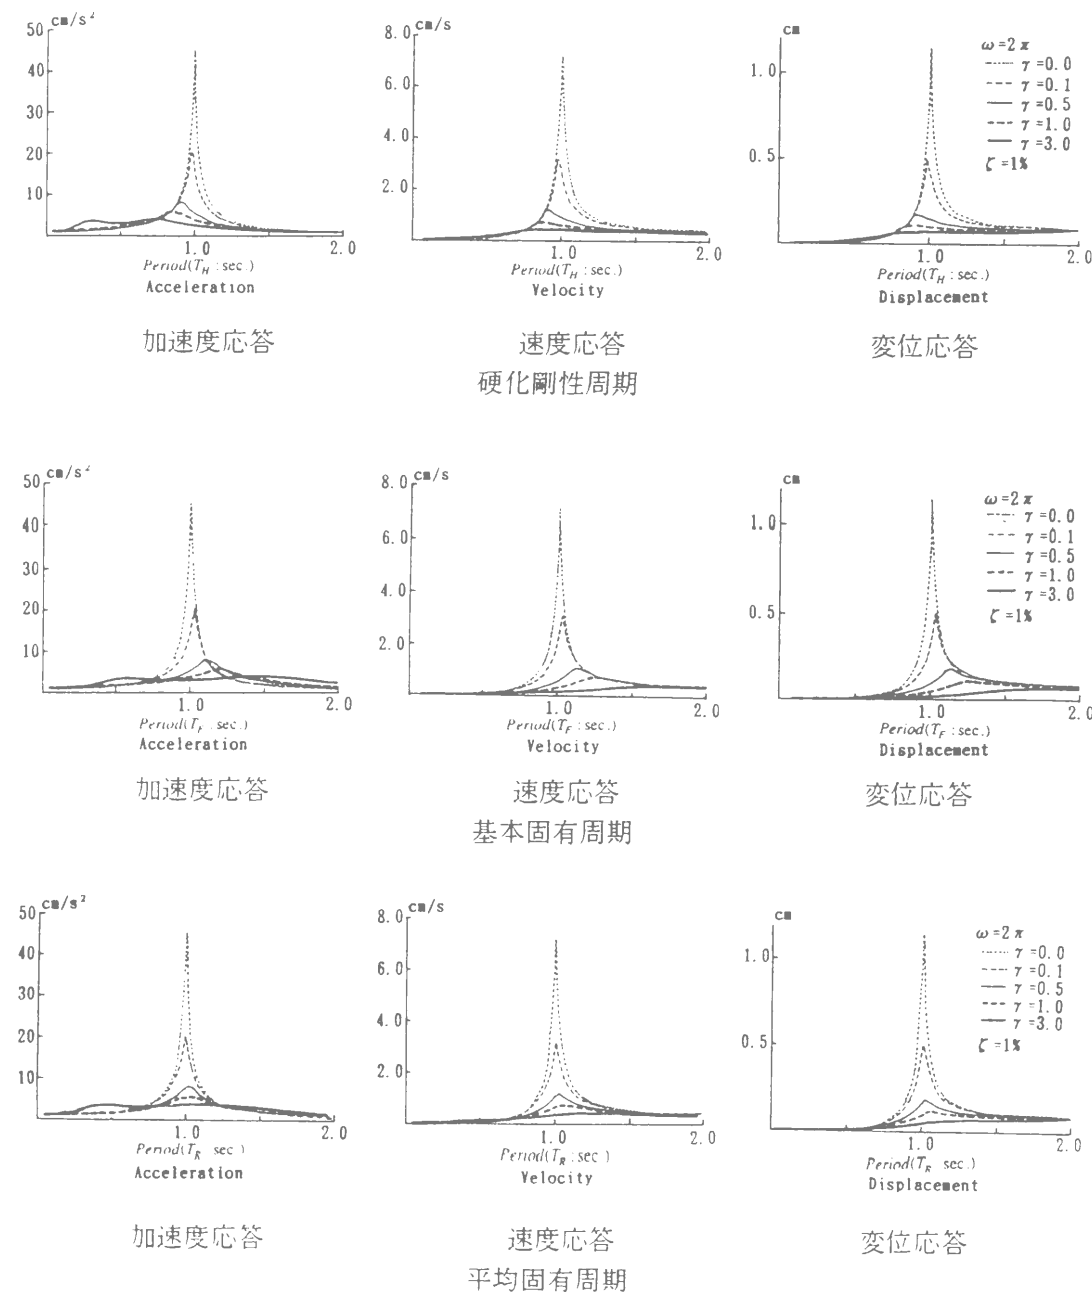 cm/s²
50
40
30
20
10
1.0
2.0
Period(T_H : sec.)
Acceleration
加速度応答
cm/s
8.0
6.0
4.0
2.0
1.0
2.0
Period(T_H : sec.)
Velocity
速度応答
cm
1.0
0.5
1.0
2.0
Period(T_H : sec.)
Displacement
変位応答
ω=2π
γ=0.0
γ=0.1
γ=0.5
γ=1.0
γ=3.0
ζ=1%
硬化剛性周期
cm/s²
50
40
30
20
10
1.0
2.0
Period(T_F : sec.)
Acceleration
加速度応答
cm/s
8.0
6.0
4.0
2.0
1.0
2.0
Period(T_F : sec.)
Velocity
速度応答
cm
1.0
0.5
1.0
2.0
Period(T_F : sec.)
Displacement
変位応答
ω=2π
γ=0.0
γ=0.1
γ=0.5
γ=1.0
γ=3.0
ζ=1%
基本固有周期
cm/s²
50
40
30
20
10
1.0
2.0
Period(T_R sec.)
Acceleration
加速度応答
cm/s
8.0
6.0
4.0
2.0
1.0
2.0
Period(T_R : sec.)
Velocity
速度応答
cm
1.0
0.5
1.0
2.0
Period(T_R sec.)
Displacement
変位応答
ω=2π
γ=0.0
γ=0.1
γ=0.5
γ=1.0
γ=3.0
ζ=1%
平均固有周期